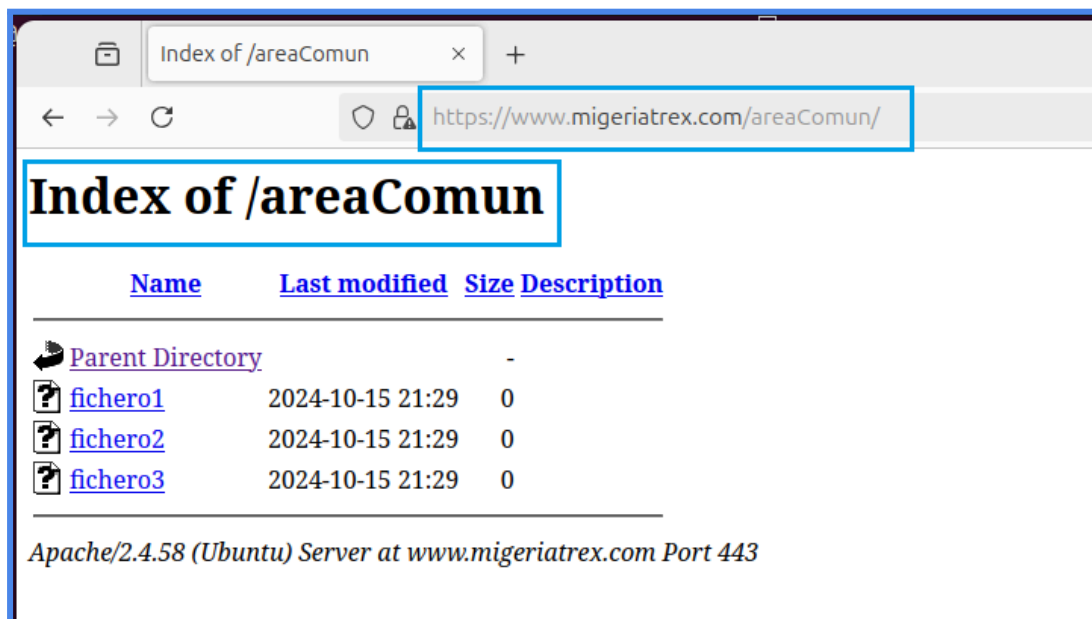 Index of /areaComun
https://www.migeriatrex.com/areaComun/
Index of /areaComun
Name Last modified Size Description
Parent Directory -
fichero1 2024-10-15 21:29 0
fichero2 2024-10-15 21:29 0
fichero3 2024-10-15 21:29 0
Apache/2.4.58 (Ubuntu) Server at www.migeriatrex.com Port 443